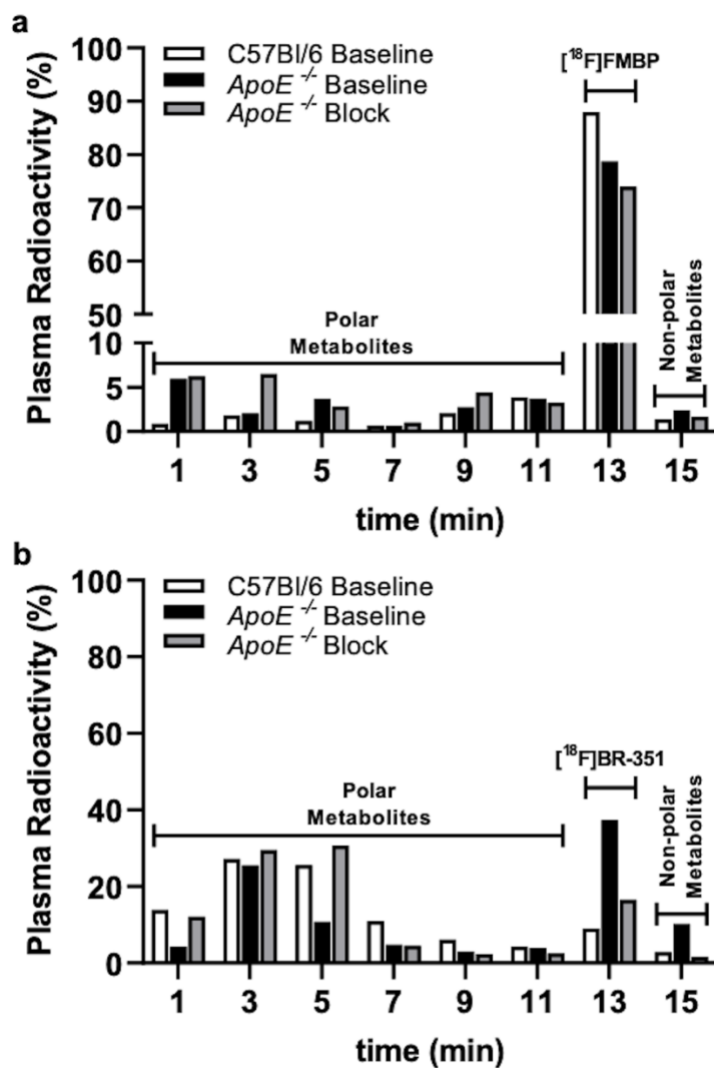 a
Plasma Radioactivity (%)
100
90
80
70
60
50
10
5
0
C57Bl/6 Baseline
ApoE -/- Baseline
ApoE -/- Block
[18F]FMBP
Polar
Metabolites
Non-polar
Metabolites
1 3 5 7 9 11 13 15
time (min)
b
Plasma Radioactivity (%)
100
80
60
40
20
0
C57Bl/6 Baseline
ApoE -/- Baseline
ApoE -/- Block
[18F]BR-351
Polar
Metabolites
Non-polar
Metabolites
1 3 5 7 9 11 13 15
time (min)